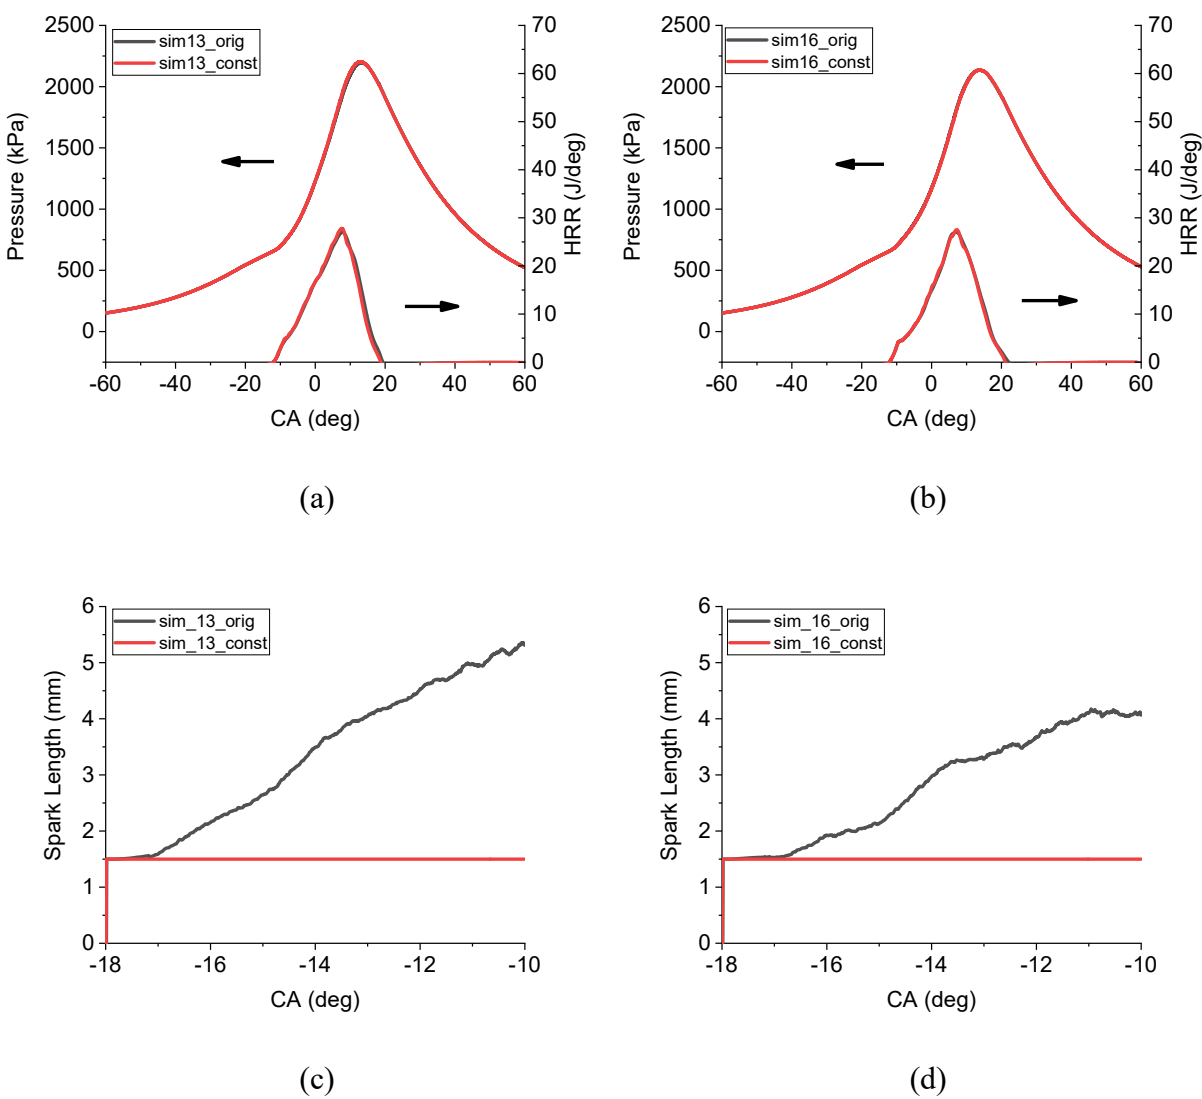 sim13_orig
sim13_const
2500
2000
1500
1000
500
0
Pressure (kPa)
70
60
50
40
30
20
10
0
HRR (J/deg)
-60 -40 -20 0 20 40 60
CA (deg)
(a)
sim16_orig
sim16_const
2500
2000
1500
1000
500
0
Pressure (kPa)
70
60
50
40
30
20
10
0
HRR (J/deg)
-60 -40 -20 0 20 40 60
CA (deg)
(b)
sim_13_orig
sim_13_const
6
5
4
3
2
1
0
Spark Length (mm)
-18 -16 -14 -12 -10
CA (deg)
(c)
sim_16_orig
sim_16_const
6
5
4
3
2
1
0
Spark Length (mm)
-18 -16 -14 -12 -10
CA (deg)
(d)